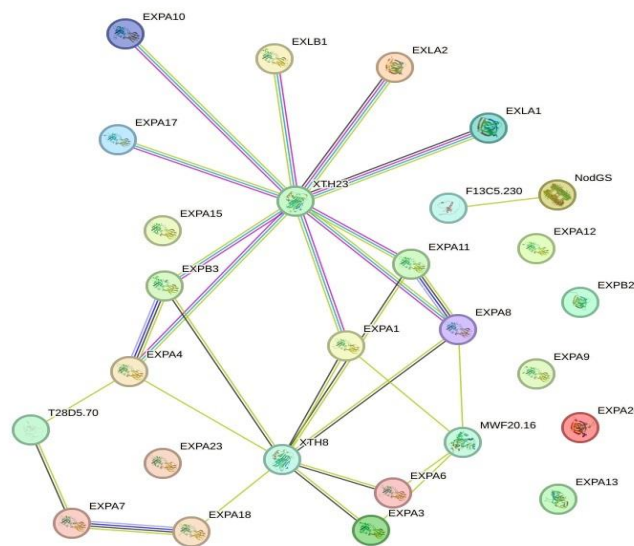 EXPA10
EXLB1
EXLA2
EXLA1
EXPA17
XTH23
F13C5.230
NodGS
EXPA15
EXPA12
EXPA11
EXPB3
EXPB2
EXPA8
EXPA1
EXPA4
EXPA9
T28D5.70
MWF20.16
EXPA2
EXPA23
XTH8
EXPA6
EXPA13
EXPA7
EXPA18
EXPA3